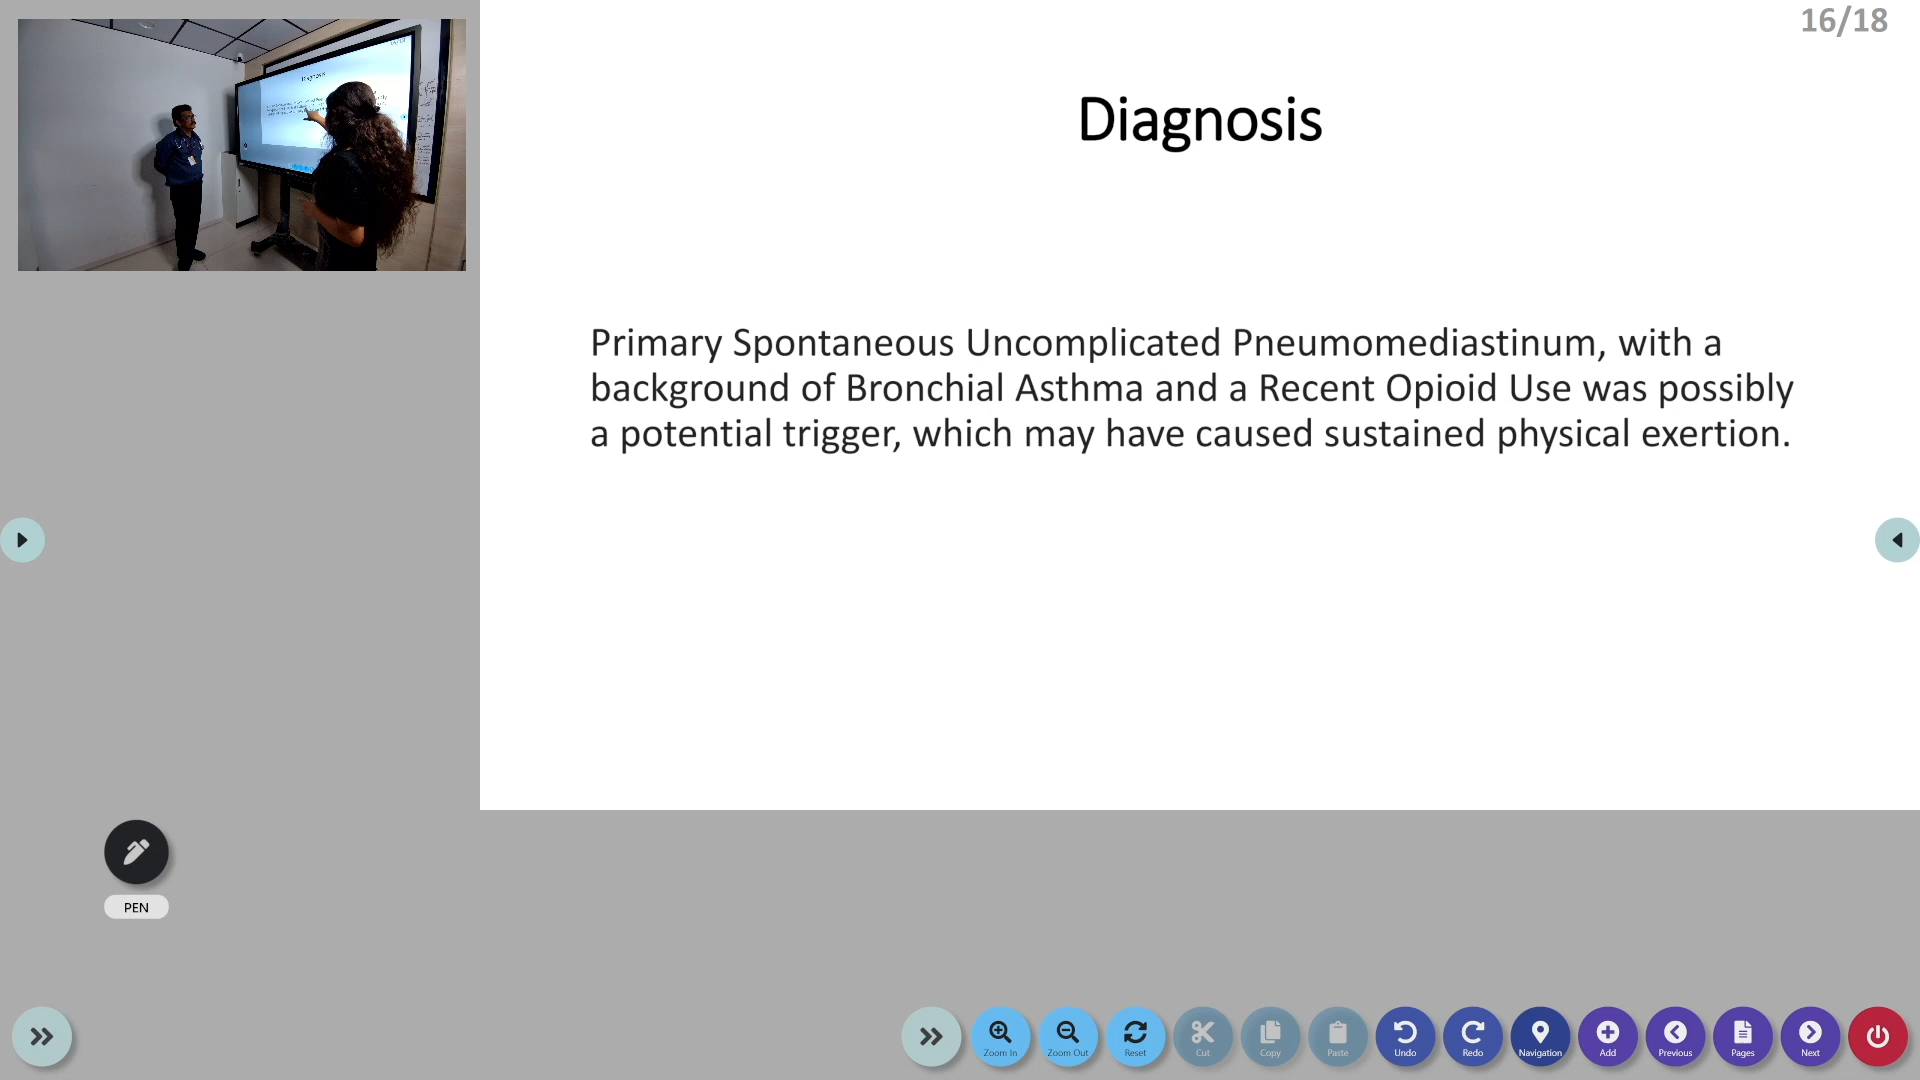 16/18
Diagnosis
Primary Spontaneous Uncomplicated Pneumomediastinum, with a
background of Bronchial Asthma and a Recent Opioid Use was possibly
a potential trigger, which may have caused sustained physical exertion.
PEN
Zoom In
Zoom Out
Reset
Cut
Copy
Paste
Undo
Redo
Navigation
Add
Previous
Pages
Next